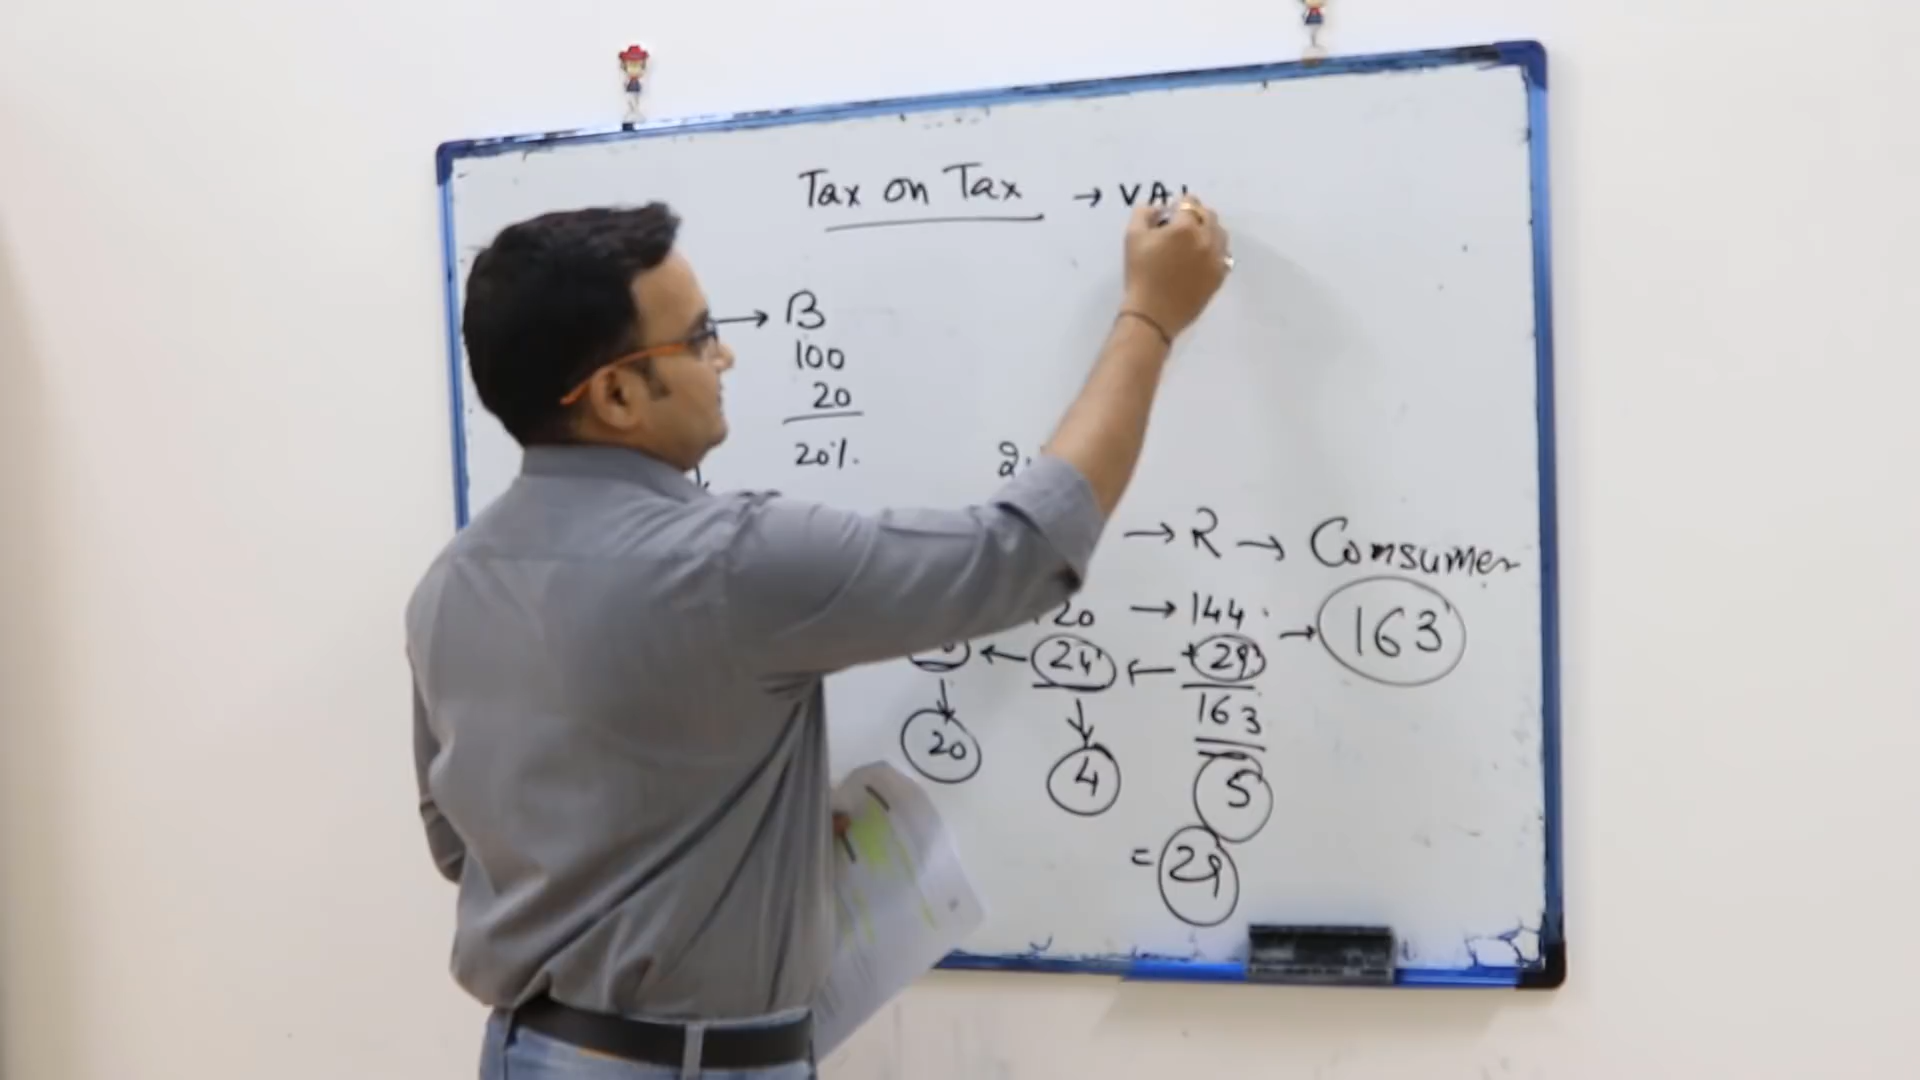 Tax on Tax → VA
→ B
100
20
20%.
→ R → Consumer
20 → 144. → 163
← 24 ← +29
163
20 4 5
= 29